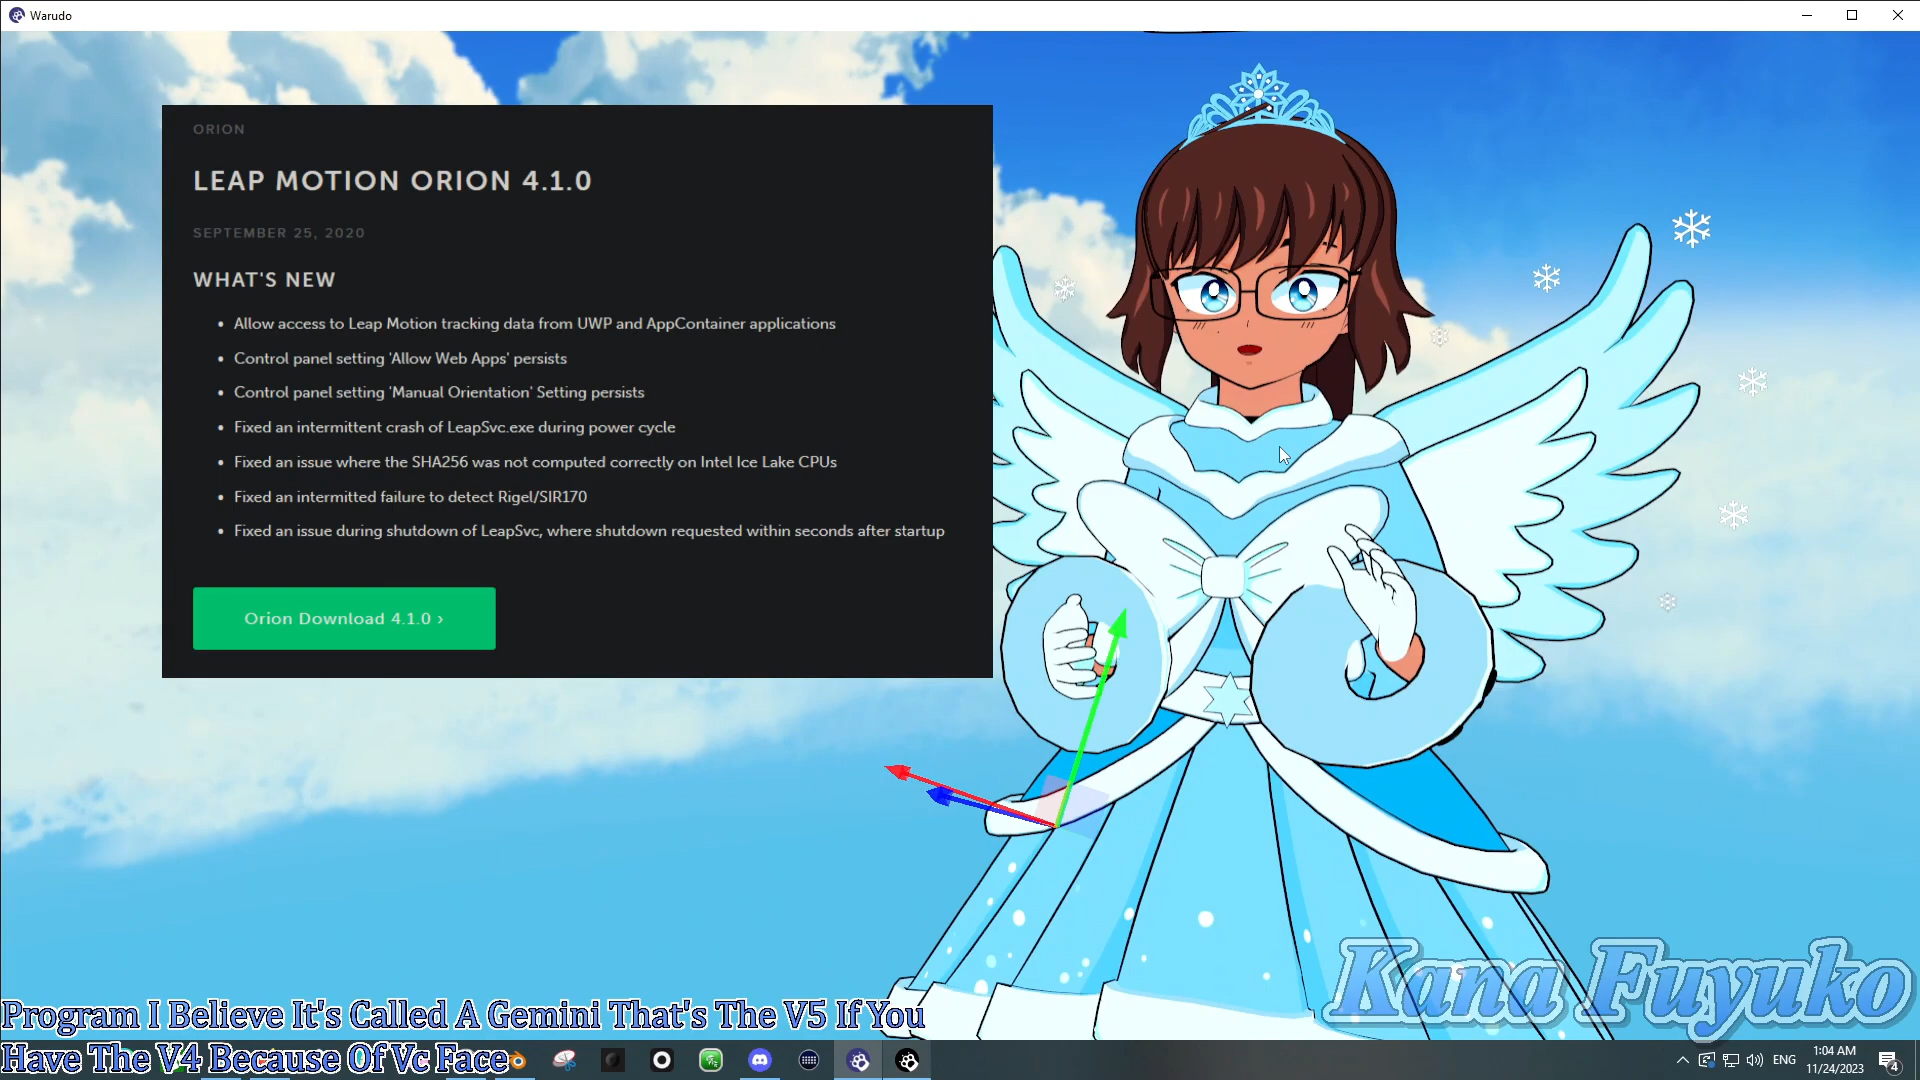 Warudo
ORION
LEAP MOTION ORION 4.1.0
SEPTEMBER 25, 2020
WHAT'S NEW
• Allow access to Leap Motion tracking data from UWP and AppContainer applications
• Control panel setting 'Allow Web Apps' persists
• Control panel setting 'Manual Orientation' Setting persists
• Fixed an intermittent crash of LeapSvc.exe during power cycle
• Fixed an issue where the SHA256 was not computed correctly on Intel Ice Lake CPUs
• Fixed an intermitted failure to detect Rigel/SIR170
• Fixed an issue during shutdown of LeapSvc, where shutdown requested within seconds after startup
Orion Download 4.1.0 ›
Kana Fuyuko
Program I Believe It's Called A Gemini That's The V5 If You
Have The V4 Because Of Vc Face
ENG
1:04 AM
11/24/2023
4